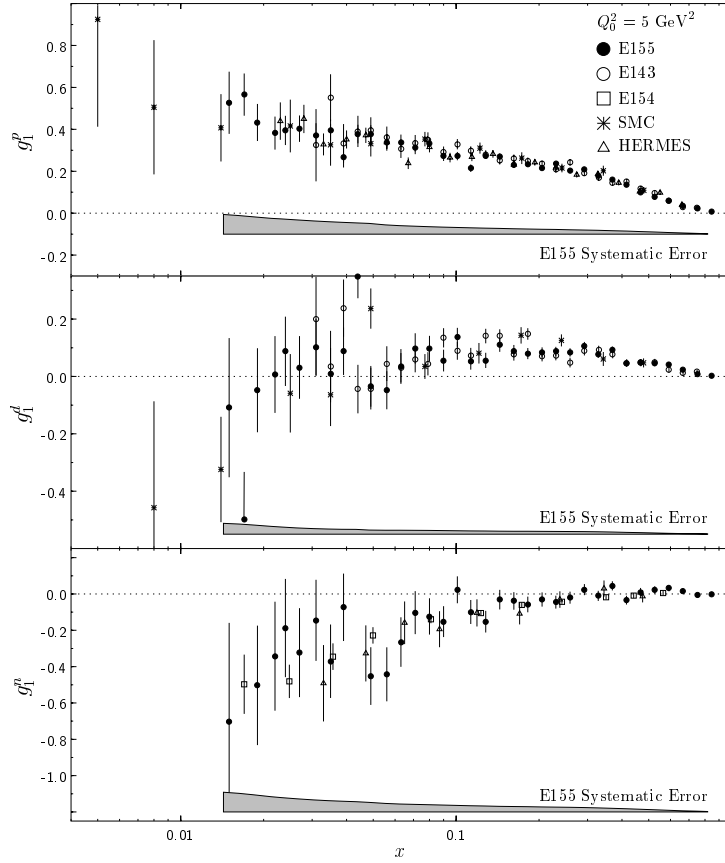 Q₀² = 5 GeV²
E155
E143
E154
SMC
HERMES
0.8
0.6
0.4
0.2
0.0
-0.2
g₁ᵖ
E155 Systematic Error
0.2
0.0
-0.2
-0.4
g₁ᵈ
E155 Systematic Error
0.0
-0.2
-0.4
-0.6
-0.8
-1.0
g₁ⁿ
E155 Systematic Error
0.01
0.1
x